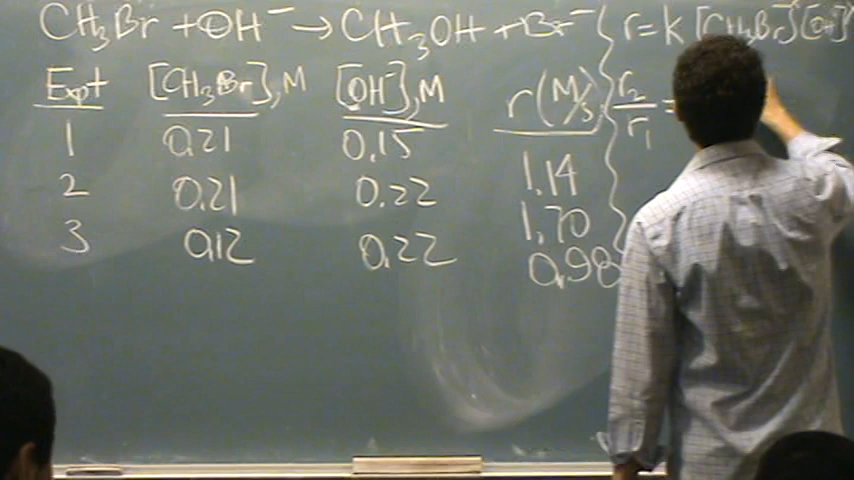 CH₃Br + OH⁻ → CH₃OH + Br⁻ r = k [CH₃Br] [OH⁻]
Expt [CH₃Br], M [OH⁻], M r (M/s) r₂/r₁ =
1 0.21 0.15 1.14
2 0.21 0.22 1.70
3 0.12 0.22 0.98